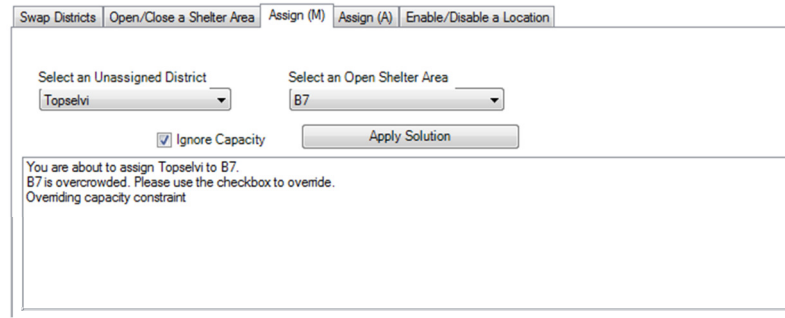 Swap Districts Open/Close a Shelter Area Assign (M) Assign (A) Enable/Disable a Location
Select an Unassigned District Select an Open Shelter Area
Topselvi B7
Ignore Capacity Apply Solution
You are about to assign Topselvi to B7.
B7 is overcrowded. Please use the checkbox to override.
Overriding capacity constraint